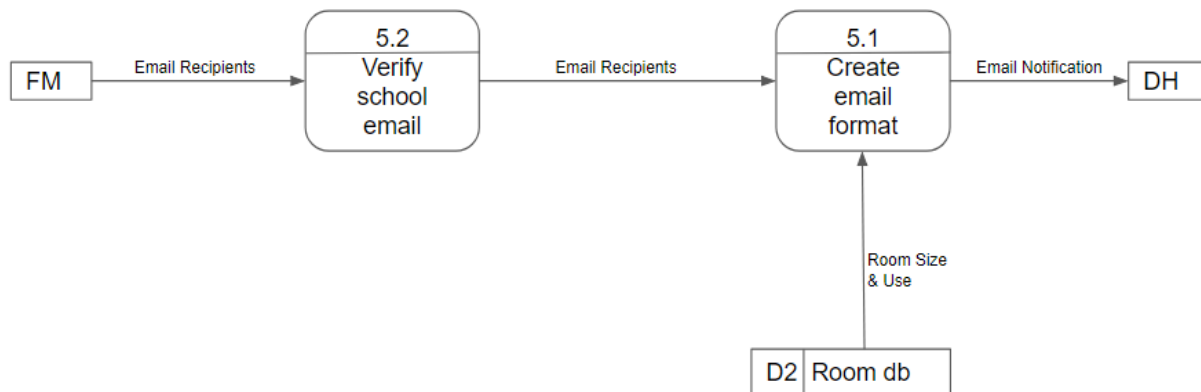 FM
Email Recipients
5.2
Verify
school
email
Email Recipients
5.1
Create
email
format
Email Notification
DH
Room Size
& Use
D2
Room db